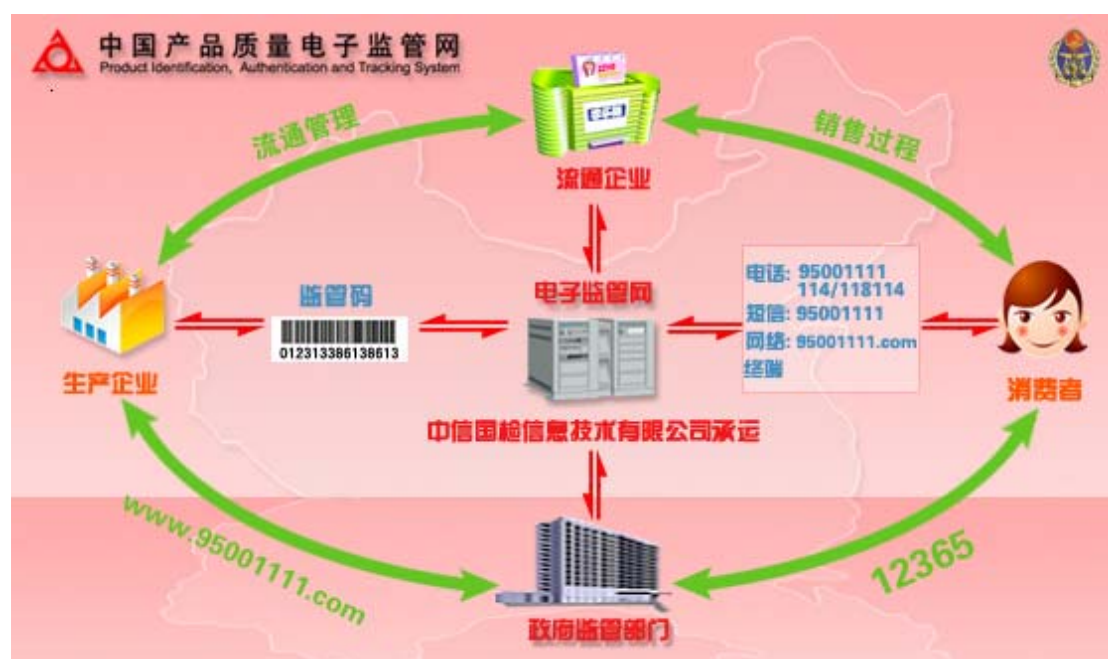 中国产品质量电子监管网
Product Identification, Authentication and Tracking System
流通管理
销售过程
流通企业
监管码
012313386138613
电子监管网
电话: 95001111
114/118114
短信: 95001111
网络: 95001111.com
终端
生产企业
消费者
中信国检信息技术有限公司承运
www.95001111.com
12365
政府监管部门